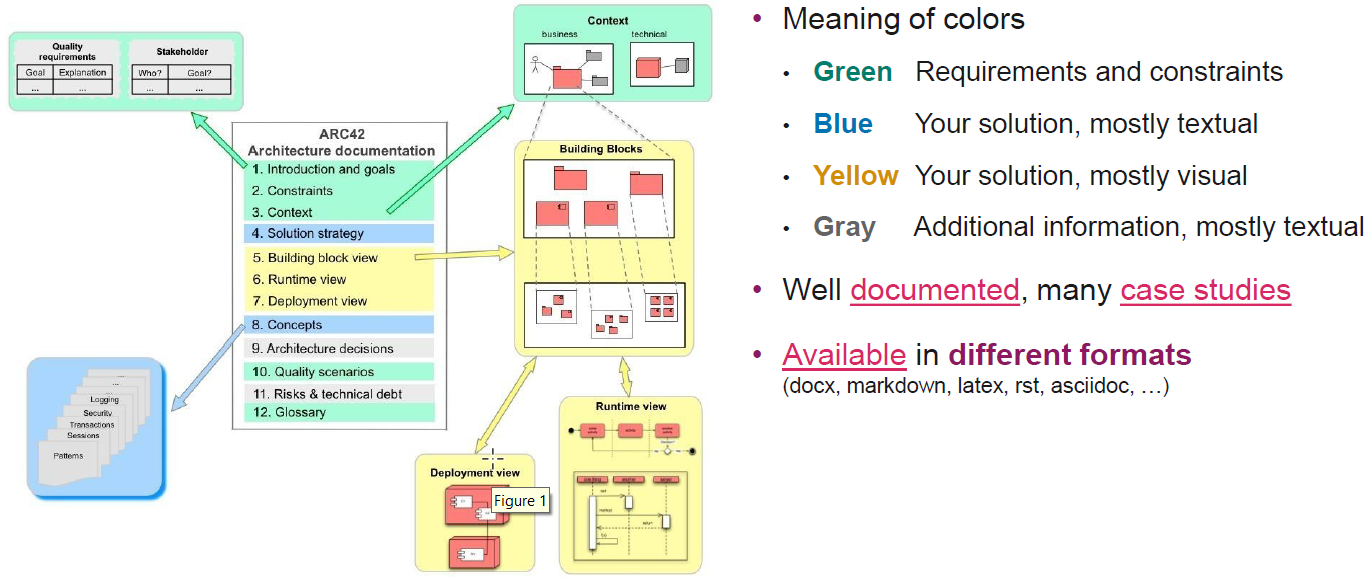 Quality
requirements
Goal Explanation
... ...
Stakeholder
Who? Goal?
... ...
Context
business technical
ARC42
Architecture documentation
1. Introduction and goals
2. Constraints
3. Context
4. Solution strategy
5. Building block view
6. Runtime view
7. Deployment view
8. Concepts
9. Architecture decisions
10. Quality scenarios
11. Risks & technical debt
12. Glossary
Building Blocks
...
Logging
Security
Transactions
Sessions
Patterns
Deployment view
Figure 1
Runtime view
• Meaning of colors
• Green Requirements and constraints
• Blue Your solution, mostly textual
• Yellow Your solution, mostly visual
• Gray Additional information, mostly textual
• Well documented, many case studies
• Available in different formats
(docx, markdown, latex, rst, asciidoc, …)